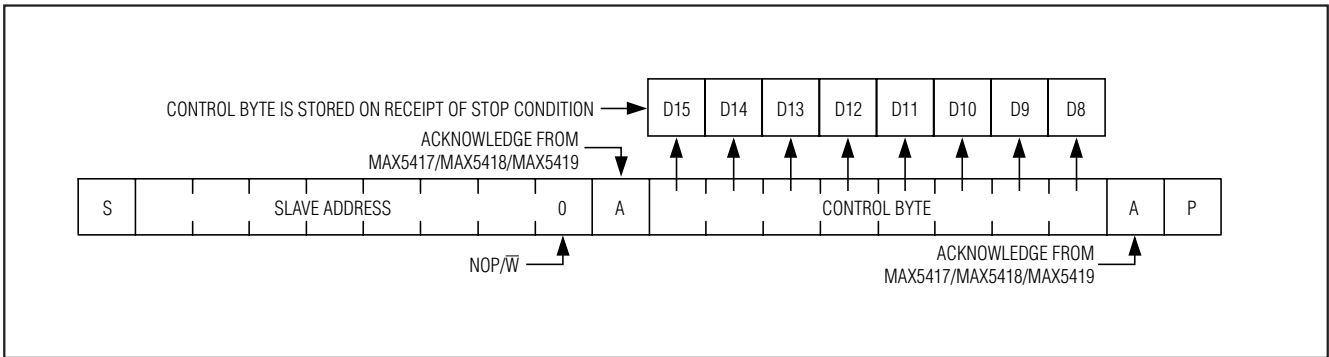 CONTROL BYTE IS STORED ON RECEIPT OF STOP CONDITION
D15 D14 D13 D12 D11 D10 D9 D8
ACKNOWLEDGE FROM
MAX5417/MAX5418/MAX5419
S SLAVE ADDRESS 0 A CONTROL BYTE A P
NOP/W̅
ACKNOWLEDGE FROM
MAX5417/MAX5418/MAX5419